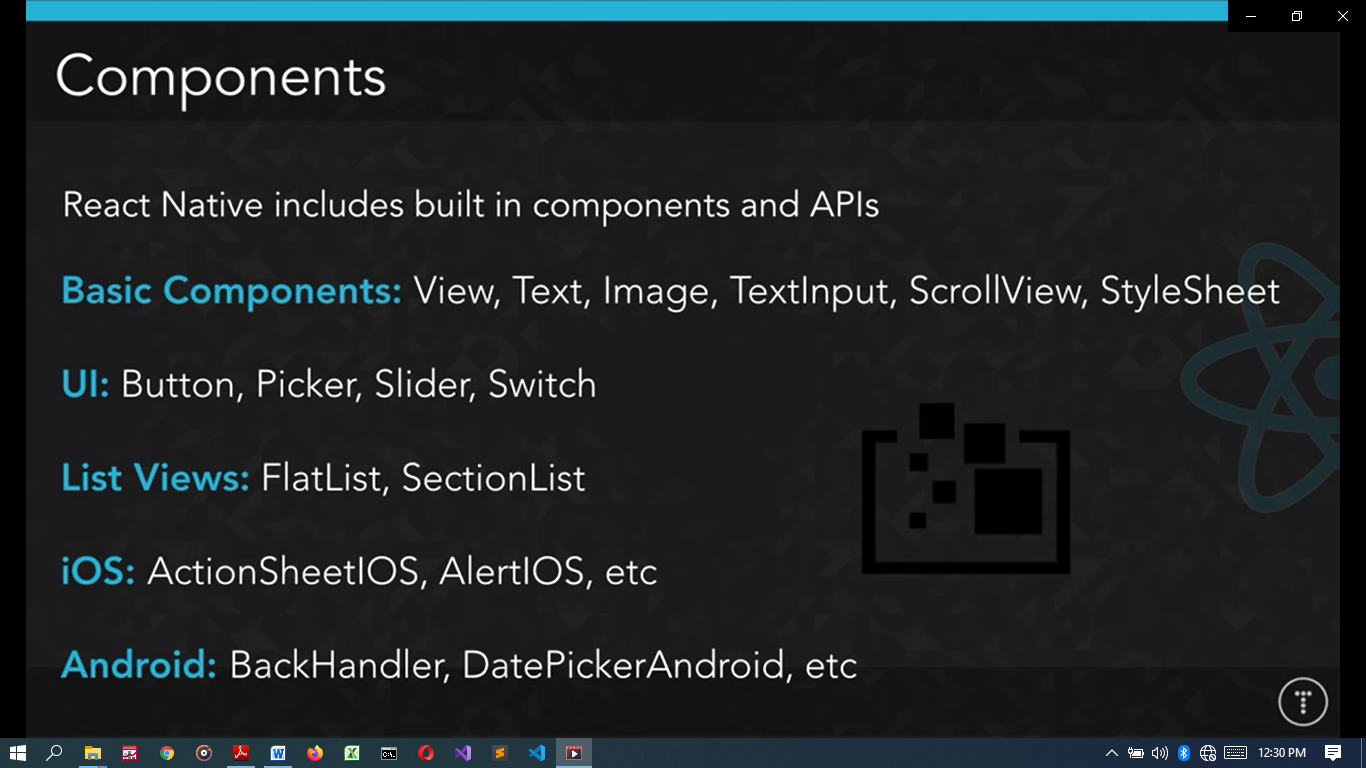 Components
React Native includes built in components and APIs
Basic Components: View, Text, Image, TextInput, ScrollView, StyleSheet
UI: Button, Picker, Slider, Switch
List Views: FlatList, SectionList
iOS: ActionSheetIOS, AlertIOS, etc
Android: BackHandler, DatePickerAndroid, etc
12:30 PM